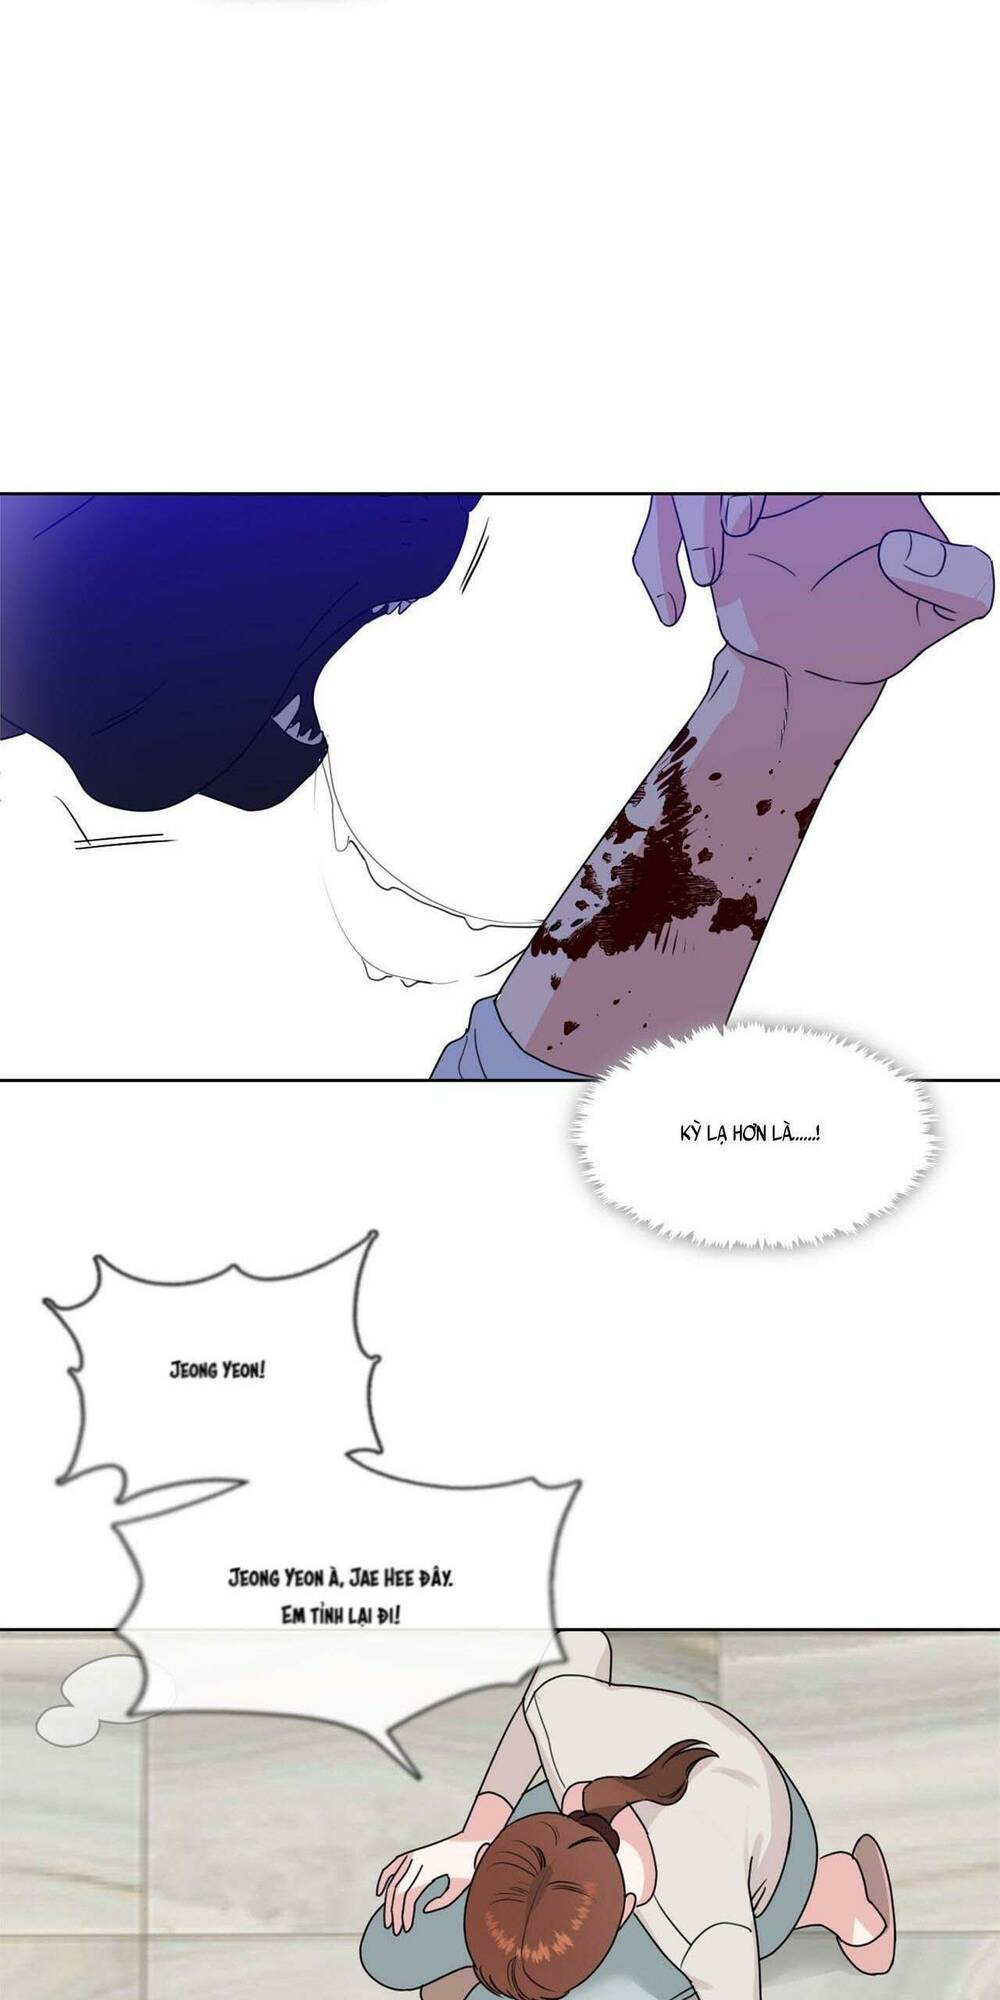 KỲ LẠ HƠN LÀ......!
JEONG YEON!
JEONG YEON À, JAE HEE ĐÂY.
EM TỈNH LẠI ĐI!